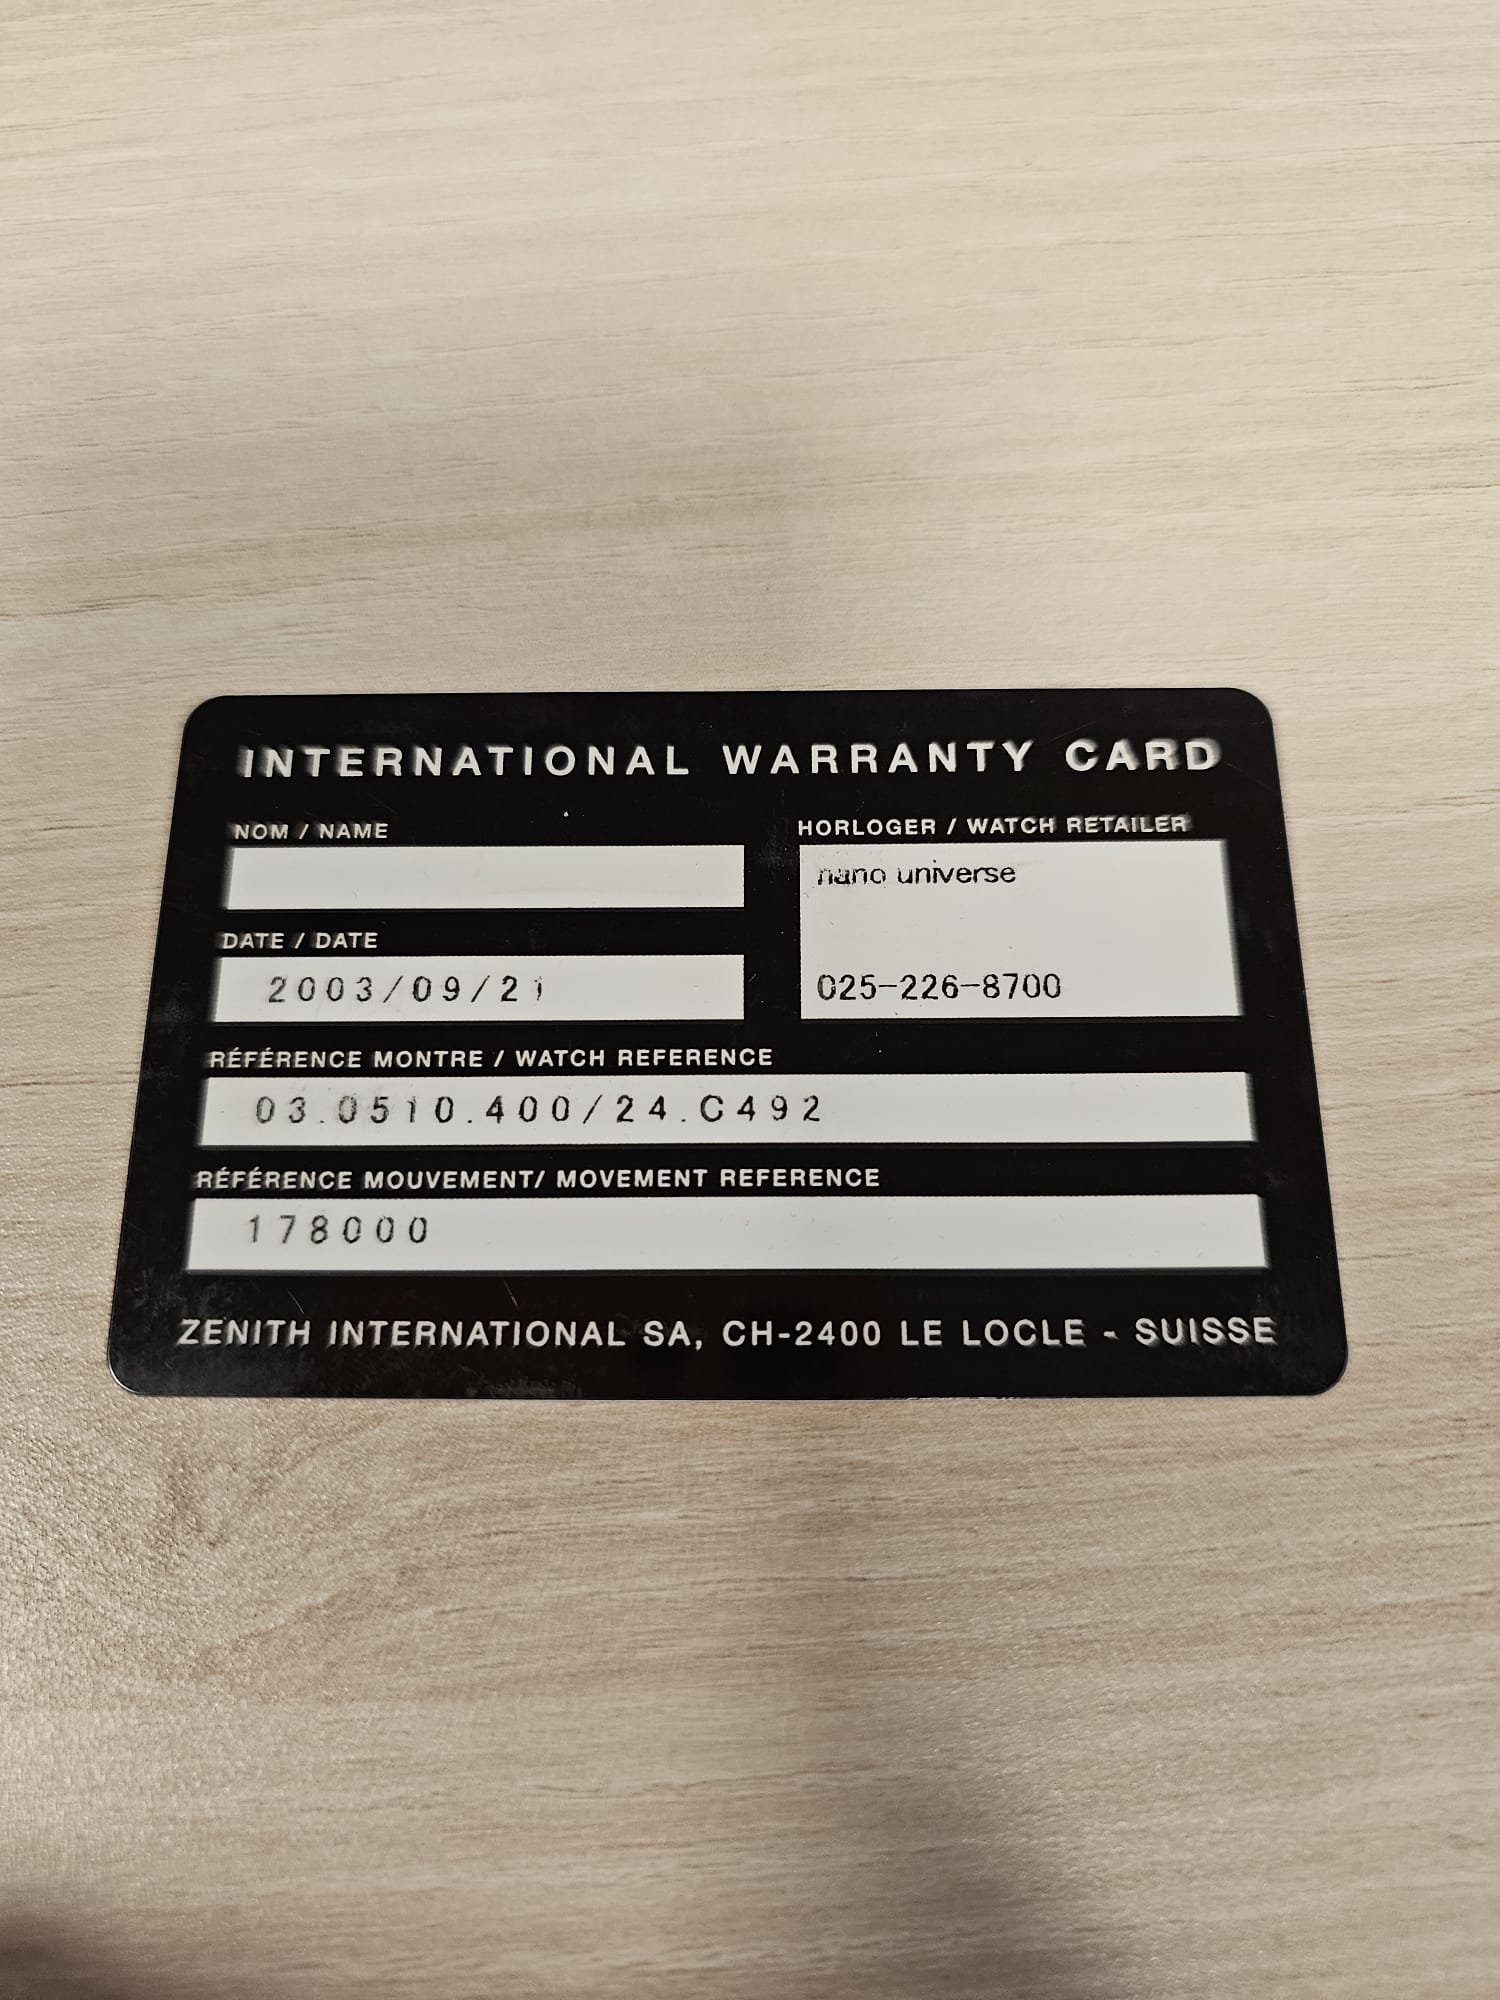 INTERNATIONAL WARRANTY CARD
NOM / NAME
HORLOGER / WATCH RETAILER
nano universe
DATE / DATE
2003/09/21
025-226-8700
RÉFÉRENCE MONTRE / WATCH REFERENCE
03.0510.400/24.C492
RÉFÉRENCE MOUVEMENT/ MOVEMENT REFERENCE
178000
ZENITH INTERNATIONAL SA, CH-2400 LE LOCLE - SUISSE